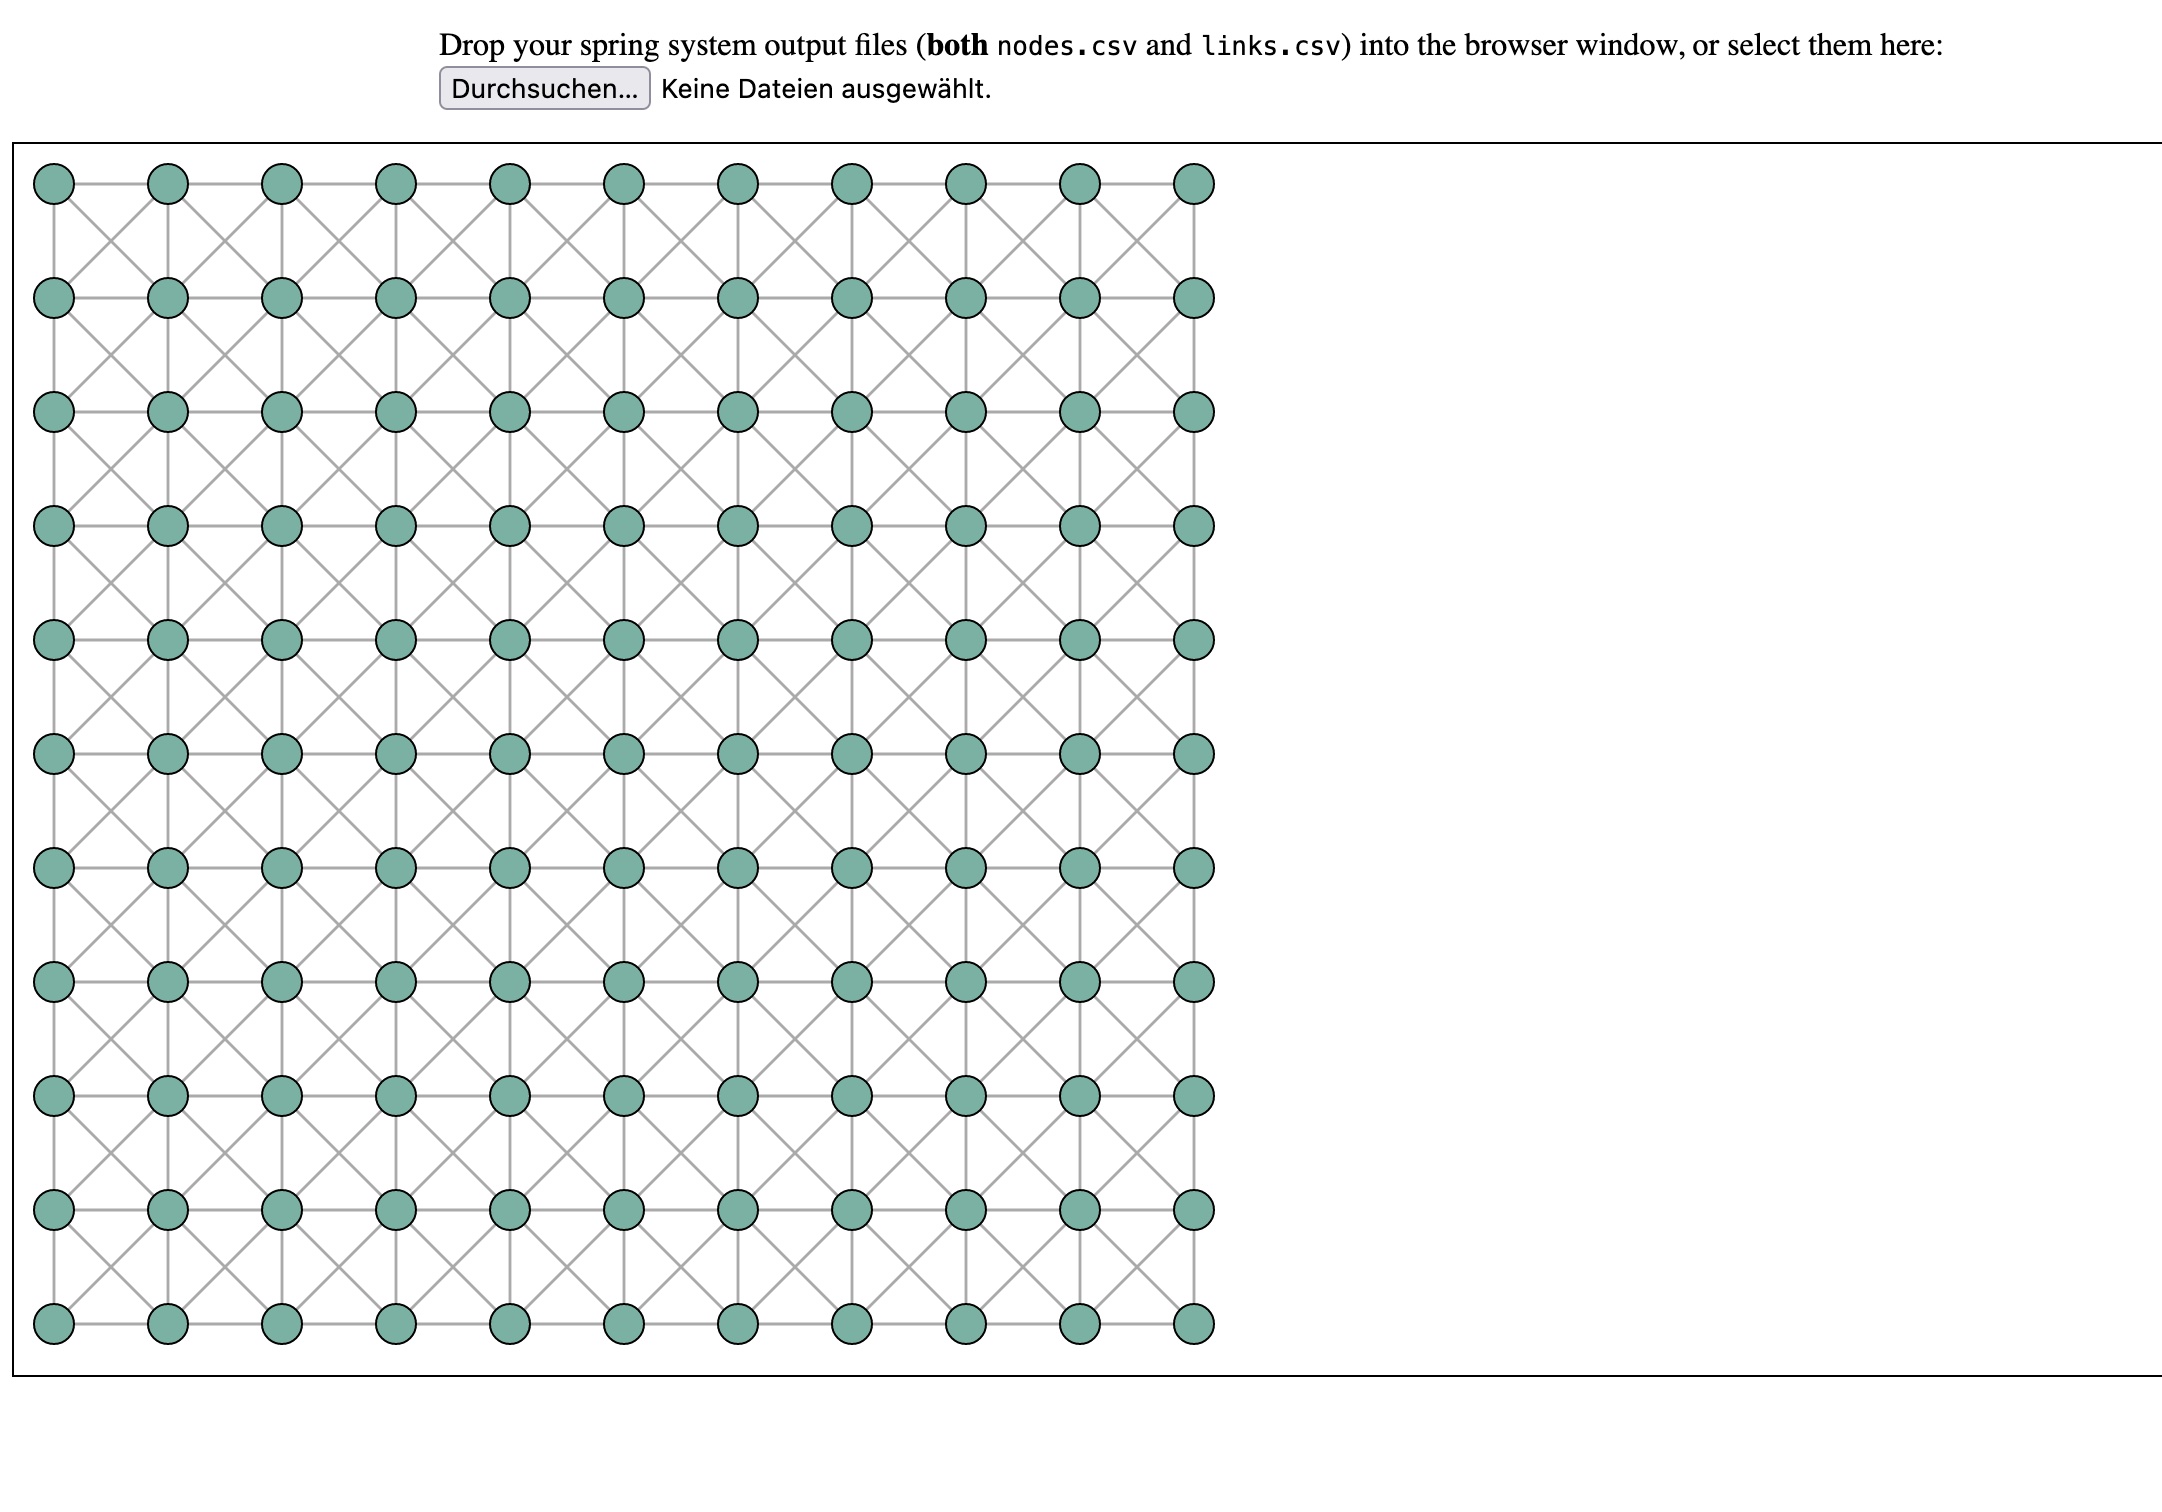 Drop your spring system output files (both nodes.csv and links.csv) into the browser window, or select them here:
Durchsuchen... Keine Dateien ausgewählt.